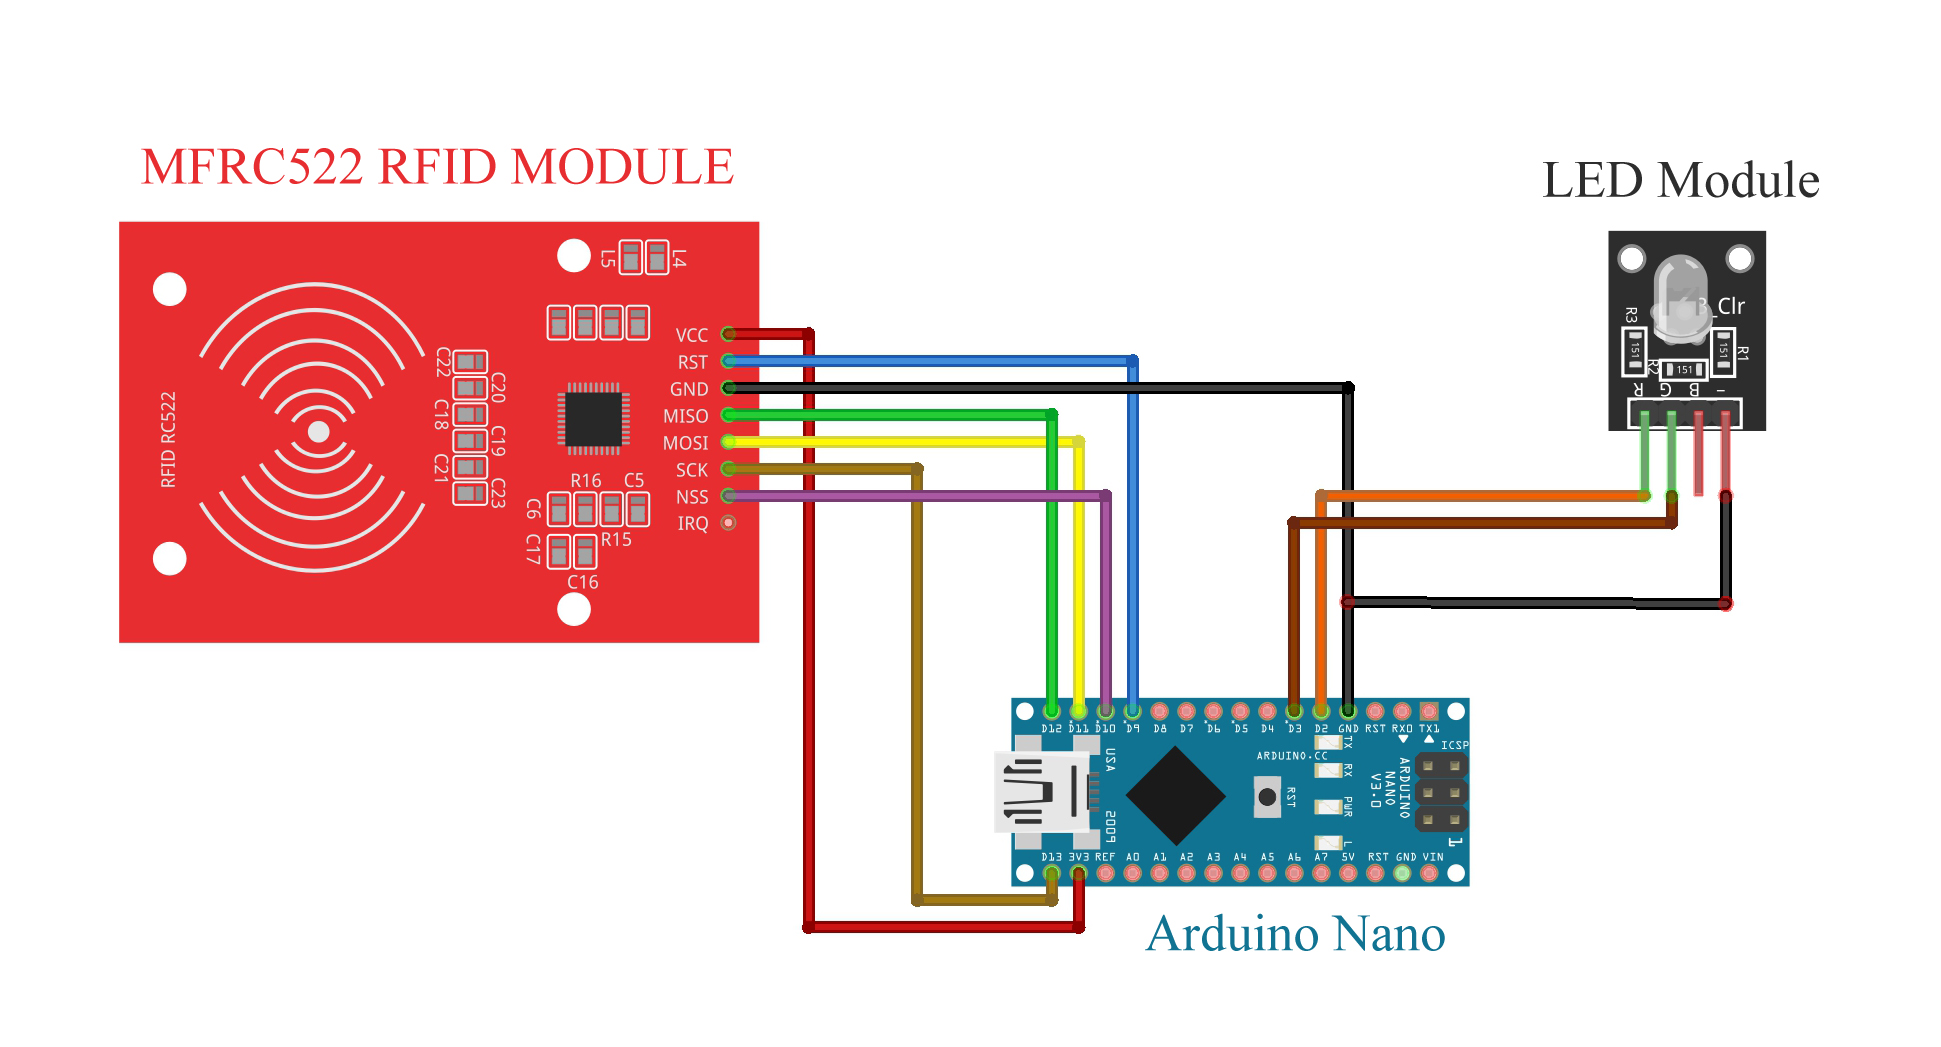 MFRC522 RFID MODULE
LED Module
L5
L4
VCC
RST
GND
MISO
MOSI
SCK
NSS
IRQ
C22
C20
C18
C19
C21
C23
RFID RC522
R16
C5
C6
R15
C17
C16
B_Clr
R3
R1
R2
151
151
151
R
G
B
-
D12
D11
D10
D9
D8
D7
D6
D5
D4
D3
D2
GND
RST
RX0
TX1
ICSP
ARDUINO.CC
TX
RX
PWR
L
RST
USA
2009
ARDUINO
NANO
V3.0
1
D13
3V3
REF
A0
A1
A2
A3
A4
A5
A6
A7
5V
RST
GND
VIN
Arduino Nano